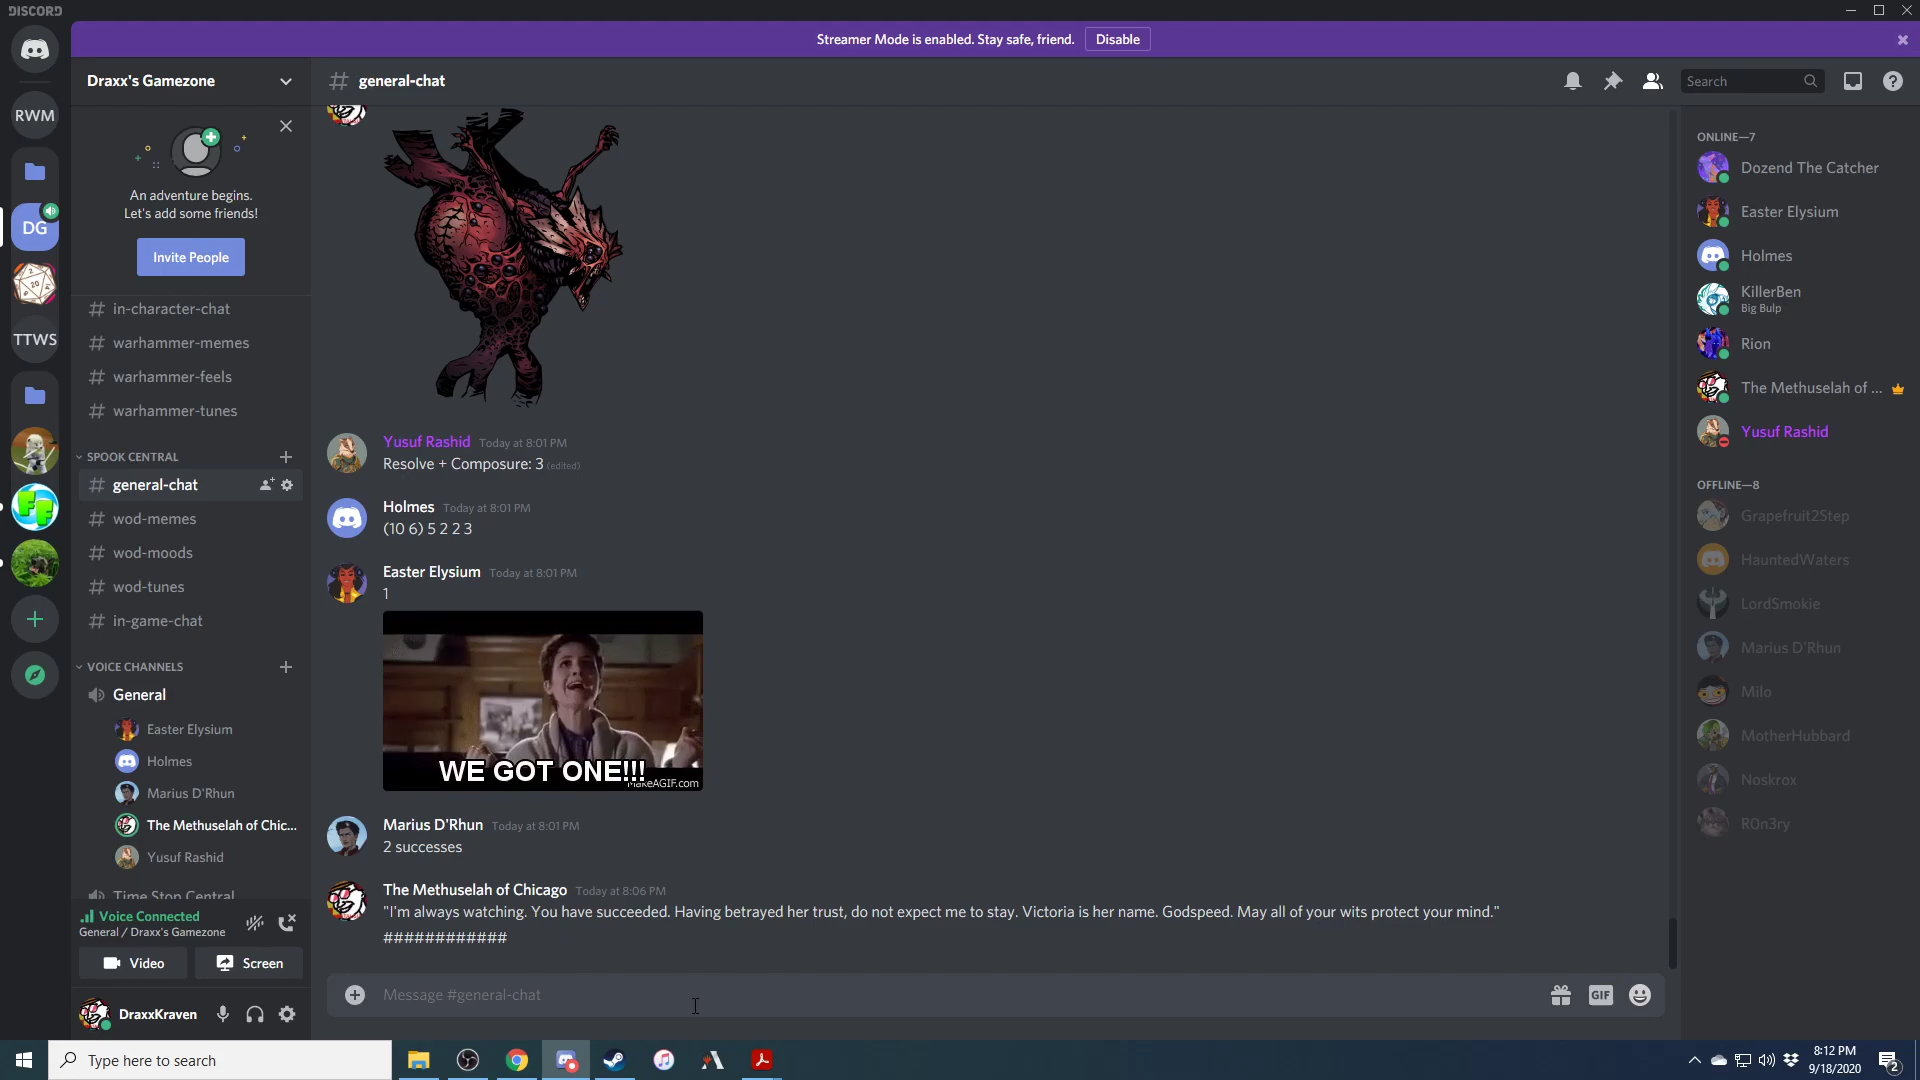 DISCORD
Streamer Mode is enabled. Stay safe, friend.
Disable
Draxx's Gamezone
general-chat
Search
RWM
DG
TTWS
An adventure begins.
Let's add some friends!
Invite People
in-character-chat
warhammer-memes
warhammer-feels
warhammer-tunes
SPOOK CENTRAL
general-chat
wod-memes
wod-moods
wod-tunes
in-game-chat
VOICE CHANNELS
General
Easter Elysium
Holmes
Marius D'Rhun
The Methuselah of Chic...
Yusuf Rashid
Time Stop Central
Voice Connected
General / Draxx's Gamezone
Video
Screen
DraxxKraven
Yusuf Rashid Today at 8:01 PM
Resolve + Composure: 3 (edited)
Holmes Today at 8:01 PM
(10 6) 5 2 2 3
Easter Elysium Today at 8:01 PM
1
WE GOT ONE!!!
MakeAGIF.com
Marius D'Rhun Today at 8:01 PM
2 successes
The Methuselah of Chicago Today at 8:06 PM
"I'm always watching. You have succeeded. Having betrayed her trust, do not expect me to stay. Victoria is her name. Godspeed. May all of your wits protect your mind."
############
Message #general-chat
GIF
ONLINE—7
Dozend The Catcher
Easter Elysium
Holmes
KillerBen
Big Bulp
Rion
The Methuselah of ...
Yusuf Rashid
OFFLINE—8
Grapefruit2Step
HauntedWaters
LordSmokie
Marius D'Rhun
Milo
MotherHubbard
Noskrox
R0n3ry
Type here to search
8:12 PM
9/18/2020
2